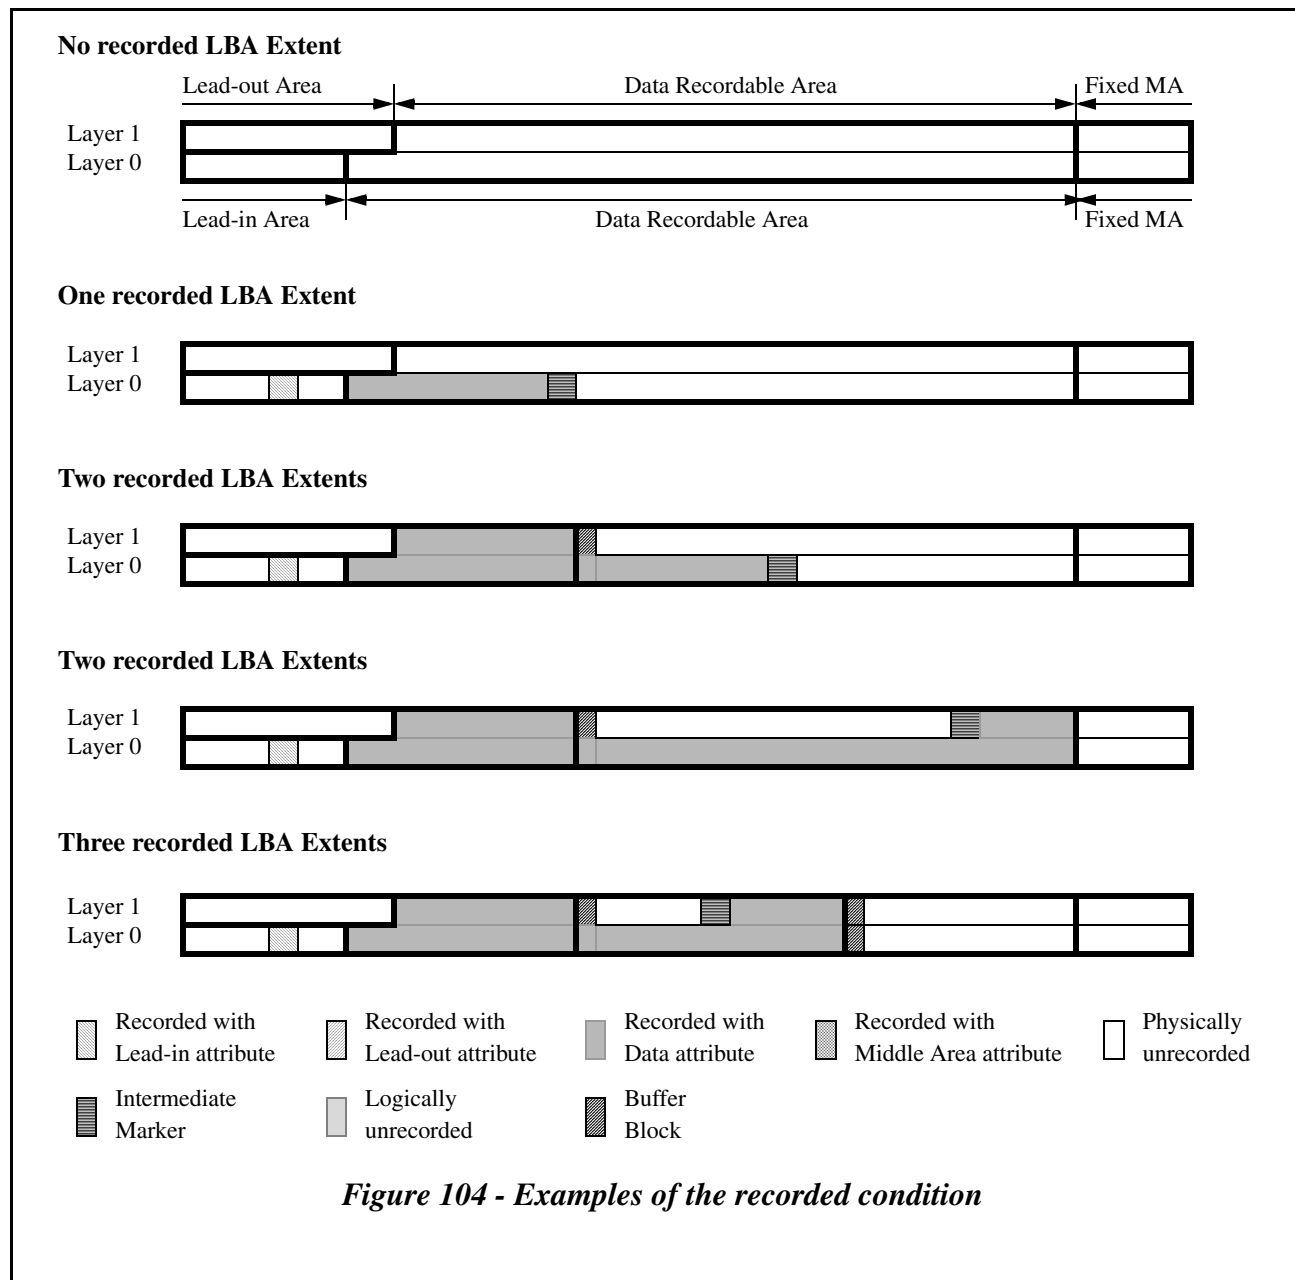 No recorded LBA Extent
Lead-out Area Data Recordable Area Fixed MA
Layer 1
Layer 0
Lead-in Area Data Recordable Area Fixed MA
One recorded LBA Extent
Layer 1
Layer 0
Two recorded LBA Extents
Layer 1
Layer 0
Two recorded LBA Extents
Layer 1
Layer 0
Three recorded LBA Extents
Layer 1
Layer 0
Recorded with Recorded with Recorded with Recorded with Physically
Lead-in attribute Lead-out attribute Data attribute Middle Area attribute unrecorded
Intermediate Logically Buffer
Marker unrecorded Block
Figure 104 - Examples of the recorded condition